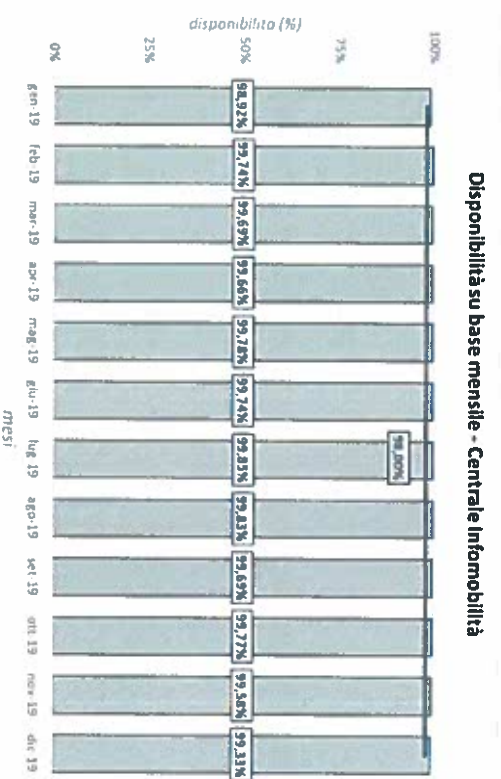 Disponibilità su base mensile - Centrale Infomobilità
disponibilità (%)
100%
75%
50%
25%
0%
98,00%
98,92%
99,74%
99,69%
99,66%
99,78%
99,74%
99,85%
99,83%
99,69%
99,77%
99,58%
99,33%
gen-19
feb-19
mar-19
apr-19
mag-19
giu-19
lug-19
ago-19
set-19
ott-19
nov-19
dic-19
mesi